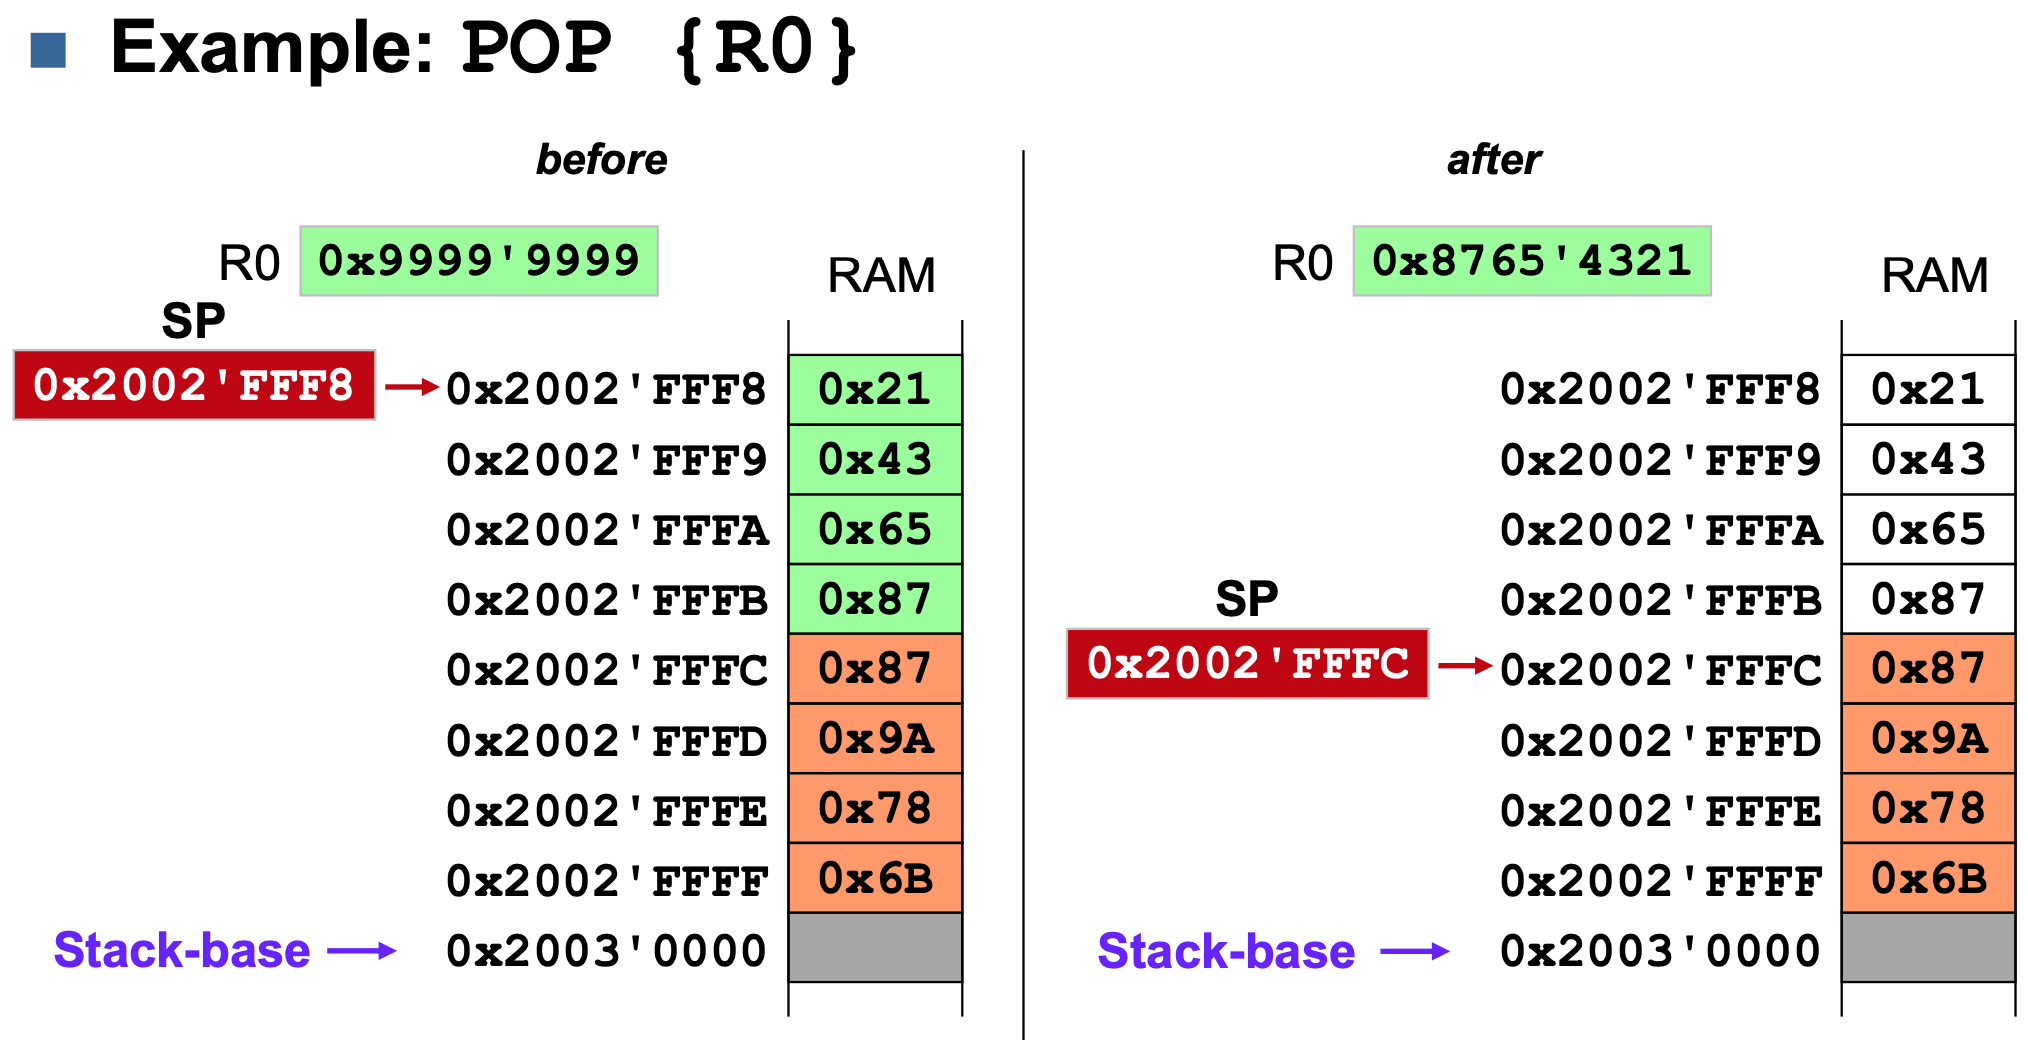 Example: POP {R0}
before
after
R0 0x9999'9999
RAM
R0 0x8765'4321
RAM
SP
0x2002'FFF8
0x2002'FFF8 0x21
0x2002'FFF9 0x43
0x2002'FFFA 0x65
0x2002'FFFB 0x87
0x2002'FFFC 0x87
0x2002'FFFD 0x9A
0x2002'FFFE 0x78
0x2002'FFFF 0x6B
Stack-base 0x2003'0000
0x2002'FFF8 0x21
0x2002'FFF9 0x43
0x2002'FFFA 0x65
0x2002'FFFB 0x87
SP
0x2002'FFFC
0x2002'FFFC 0x87
0x2002'FFFD 0x9A
0x2002'FFFE 0x78
0x2002'FFFF 0x6B
Stack-base 0x2003'0000